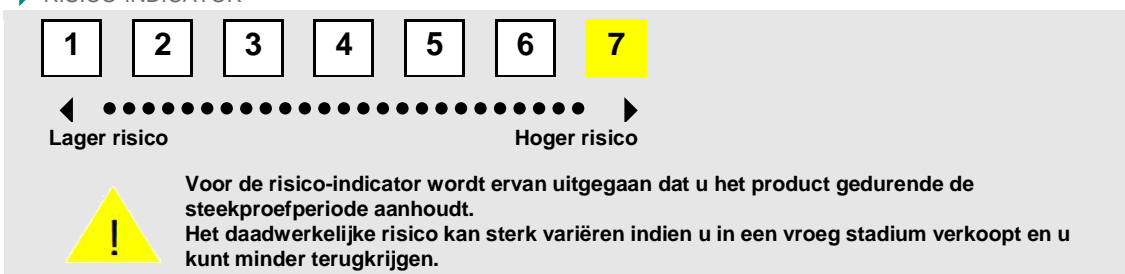 RISICO-INDICATOR
1 2 3 4 5 6 7
Lager risico Hoger risico
Voor de risico-indicator wordt ervan uitgegaan dat u het product gedurende de
steekproefperiode aanhoudt.
Het daadwerkelijke risico kan sterk variëren indien u in een vroeg stadium verkoopt en u
kunt minder terugkrijgen.
!